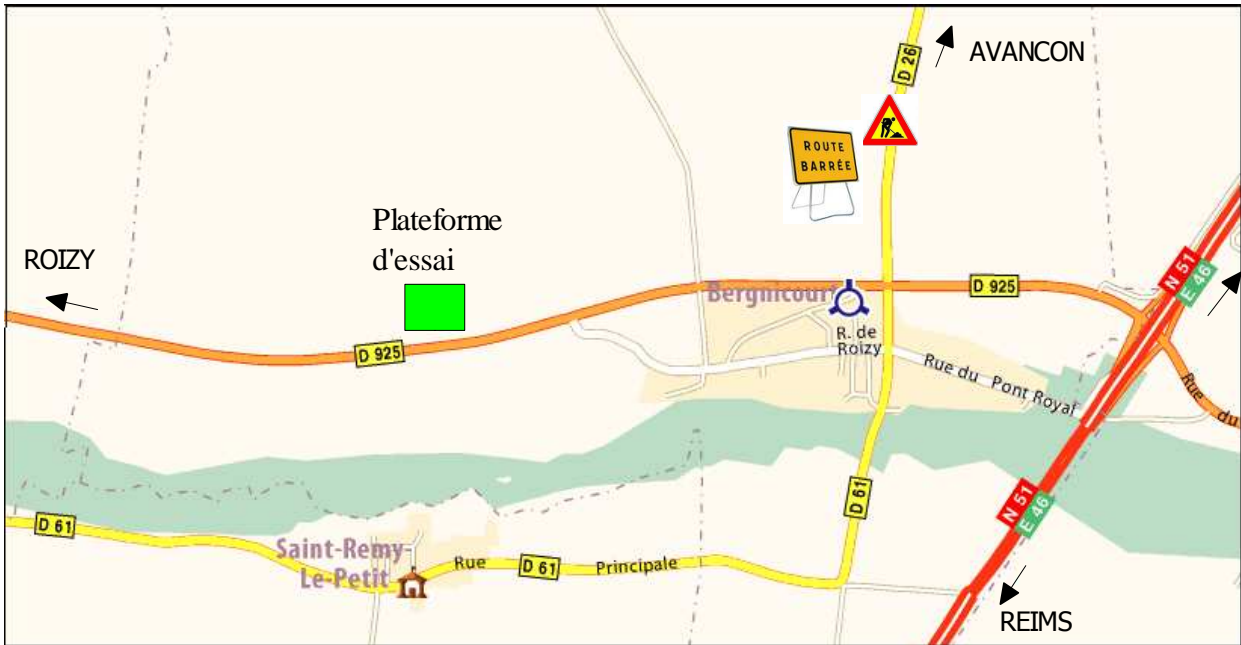 D 26
AVANCON
ROUTE
BARRÉE
Plateforme
d'essai
ROIZY
N 51
E 46
Bergnicourt
D 925
R. de
Roizy
D 925
Rue du Pont Royal
Rue du
D 61
N 51
E 46
D 61
Saint-Remy-
Le-Petit
Rue
D 61
Principale
REIMS